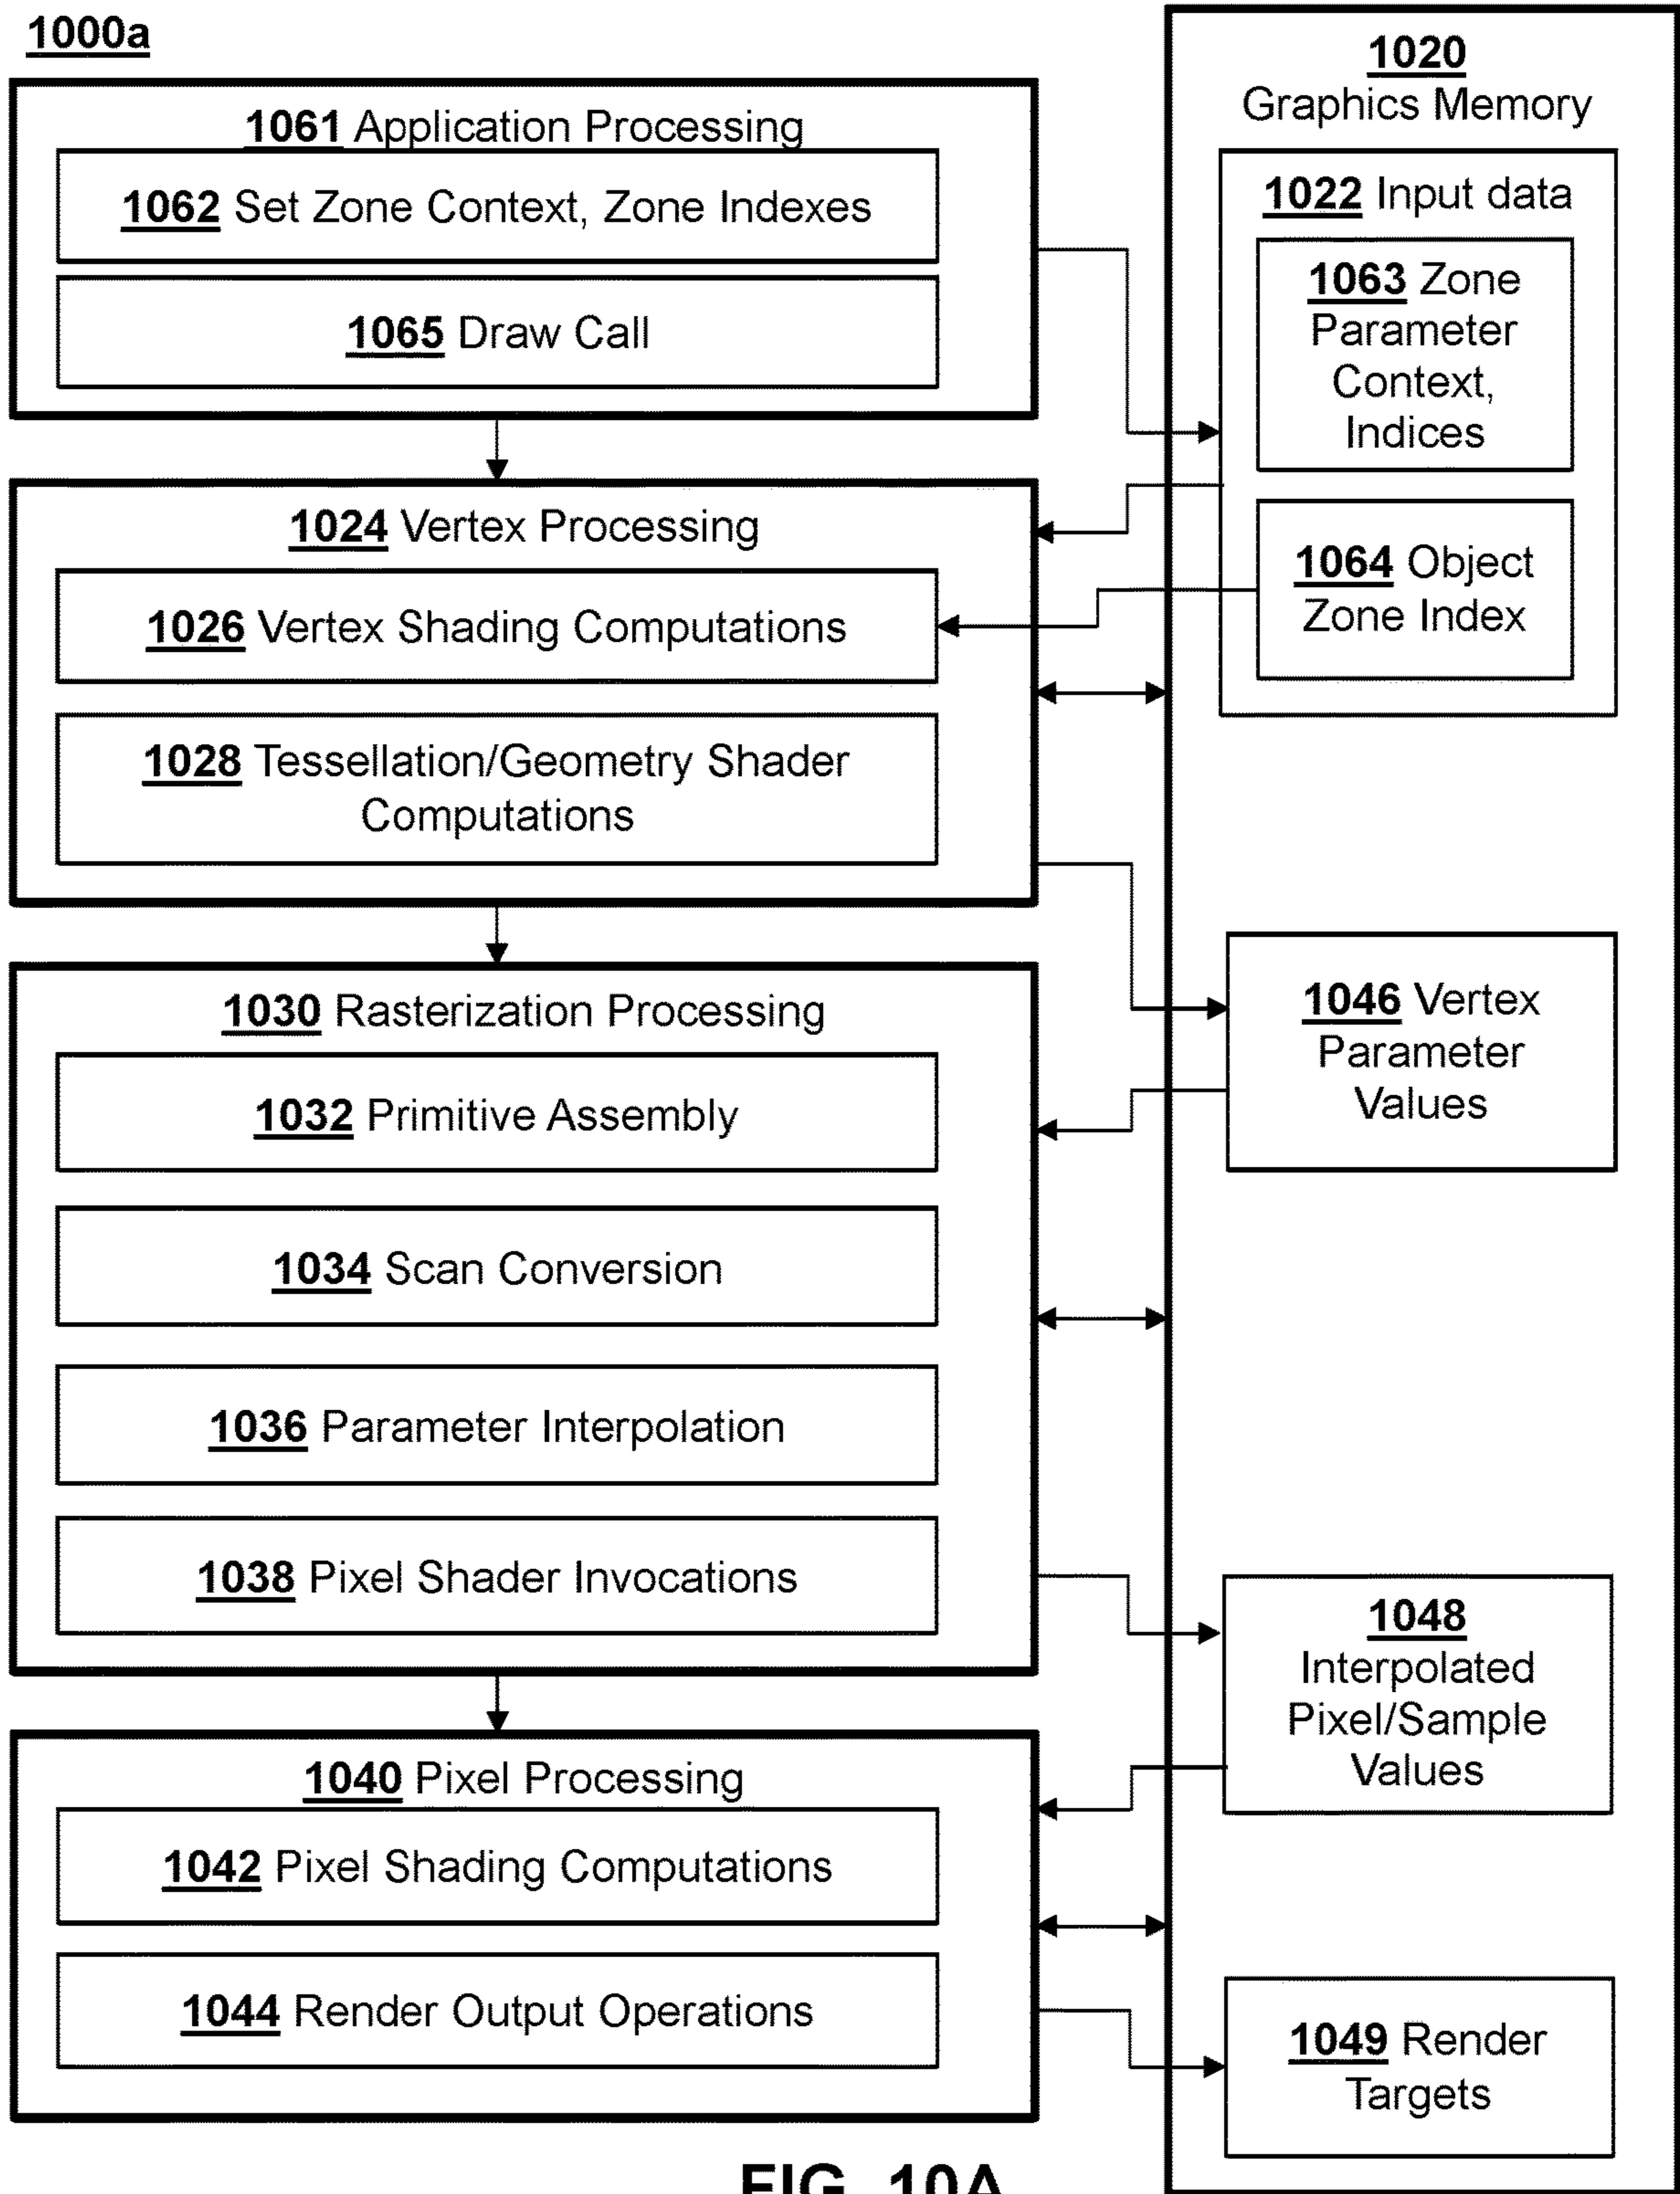 1000a
1061 Application Processing
1062 Set Zone Context, Zone Indexes
1065 Draw Call
1024 Vertex Processing
1026 Vertex Shading Computations
1028 Tessellation/Geometry Shader
Computations
1030 Rasterization Processing
1032 Primitive Assembly
1034 Scan Conversion
1036 Parameter Interpolation
1038 Pixel Shader Invocations
1040 Pixel Processing
1042 Pixel Shading Computations
1044 Render Output Operations
1020
Graphics Memory
1022 Input data
1063 Zone
Parameter
Context,
Indices
1064 Object
Zone Index
1046 Vertex
Parameter
Values
1048
Interpolated
Pixel/Sample
Values
1049 Render
Targets
FIG. 10A